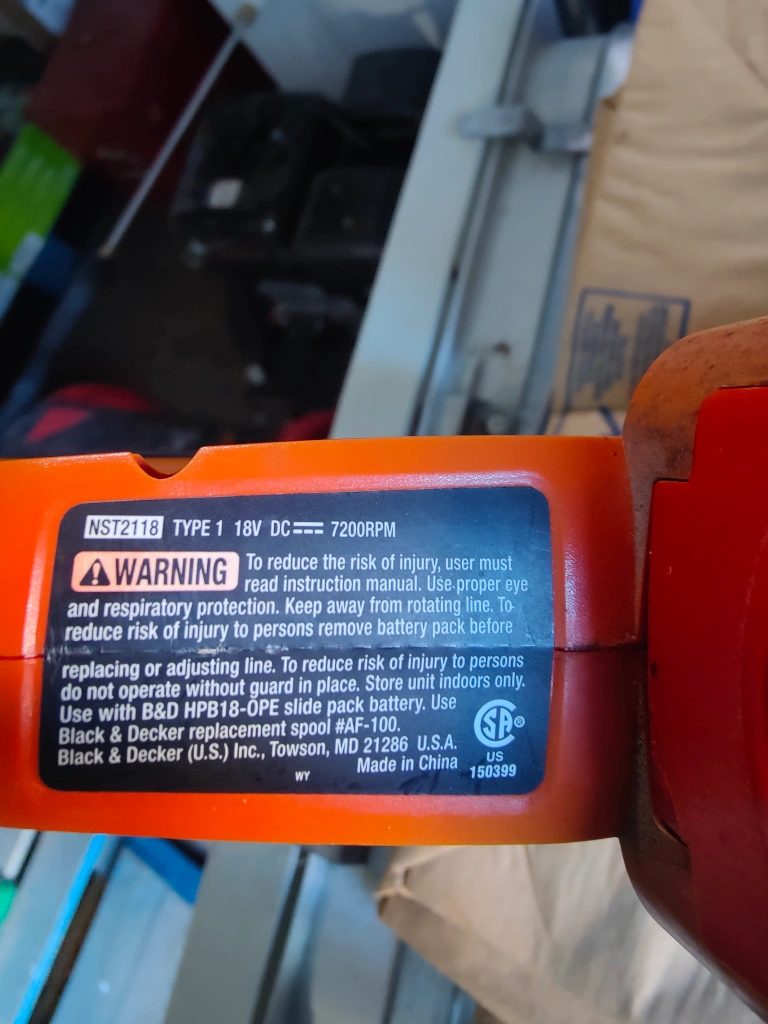 NST2118 TYPE 1 18V DC 7200RPM
WARNING To reduce the risk of injury, user must
read instruction manual. Use proper eye
and respiratory protection. Keep away from rotating line. To
reduce risk of injury to persons remove battery pack before
replacing or adjusting line. To reduce risk of injury to persons
do not operate without guard in place. Store unit indoors only.
Use with B&D HPB18-OPE slide pack battery. Use
Black & Decker replacement spool #AF-100.
Black & Decker (U.S.) Inc., Towson, MD 21286 U.S.A.
WY Made in China
SA ®
US
150399